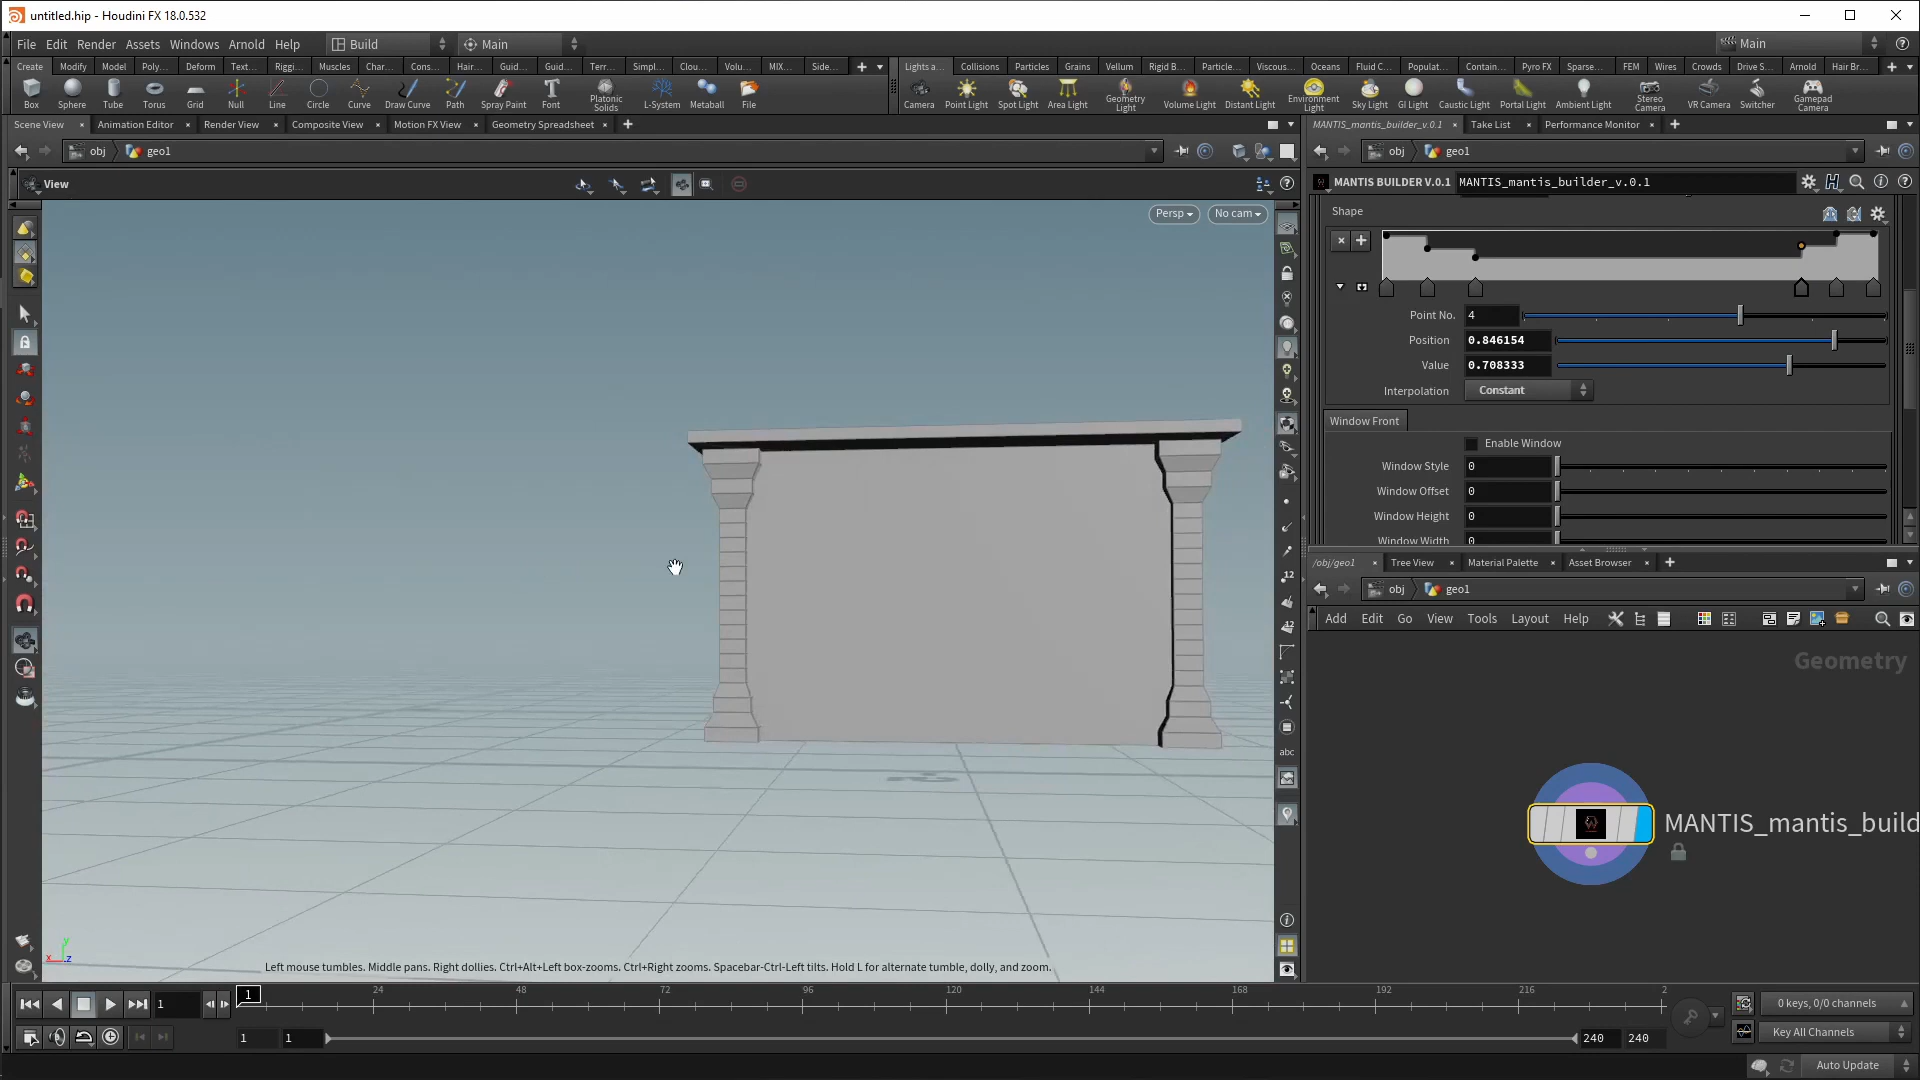 untitled.hip - Houdini FX 18.0.532
File Edit Render Assets Windows Arnold Help Build Main Main
Create Modify Model Poly... Deform Text... Riggi... Muscles Char... Cons... Hair... Guid... Guid... Terr... Simpl... Clou... Volu... MIX... Side...
Lights a... Collisions Particles Grains Vellum Rigid B... Particle... Viscous... Oceans Fluid C... Populat... Contain... Pyro FX Sparse... FEM Wires Crowds Drive S... Arnold Hair Br...
Box Sphere Tube Torus Grid Null Line Circle Curve Draw Curve Path Spray Paint Font Platonic Solids L-System Metaball File
Camera Point Light Spot Light Area Light Geometry Light Volume Light Distant Light Environment Light Sky Light GI Light Caustic Light Portal Light Ambient Light Stereo Camera VR Camera Switcher Gamepad Camera
Scene View Animation Editor Render View Composite View Motion FX View Geometry Spreadsheet
MANTIS_mantis_builder_v.0.1 Take List Performance Monitor
obj geo1
obj geo1
View
MANTIS BUILDER V.0.1 MANTIS_mantis_builder_v.0.1
Persp No cam
Shape
Point No. 4
Position 0.846154
Value 0.708333
Interpolation Constant
Window Front
Enable Window
Window Style 0
Window Offset 0
Window Height 0
Window Width 0
/obj/geo1 Tree View Material Palette Asset Browser
obj geo1
Add Edit Go View Tools Layout Help
Geometry
MANTIS_mantis_build
12
12
abc
y
x z
Left mouse tumbles. Middle pans. Right dollies. Ctrl+Alt+Left box-zooms. Ctrl+Right zooms. Spacebar-Ctrl-Left tilts. Hold L for alternate tumble, dolly, and zoom.
1 1 24 48 72 96 120 144 168 192 216 2
0 keys, 0/0 channels
1 1 240 240
Key All Channels
Auto Update